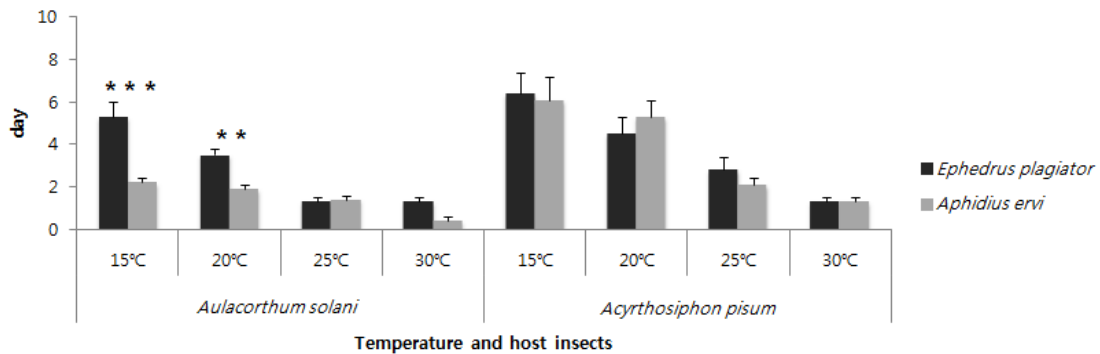 10
8
6
4
2
0
day
* * *
* *
15℃ 20℃ 25℃ 30℃ 15℃ 20℃ 25℃ 30℃
Aulacorthum solani Acyrthosiphon pisum
Temperature and host insects
Ephedrus plagiator
Aphidius ervi